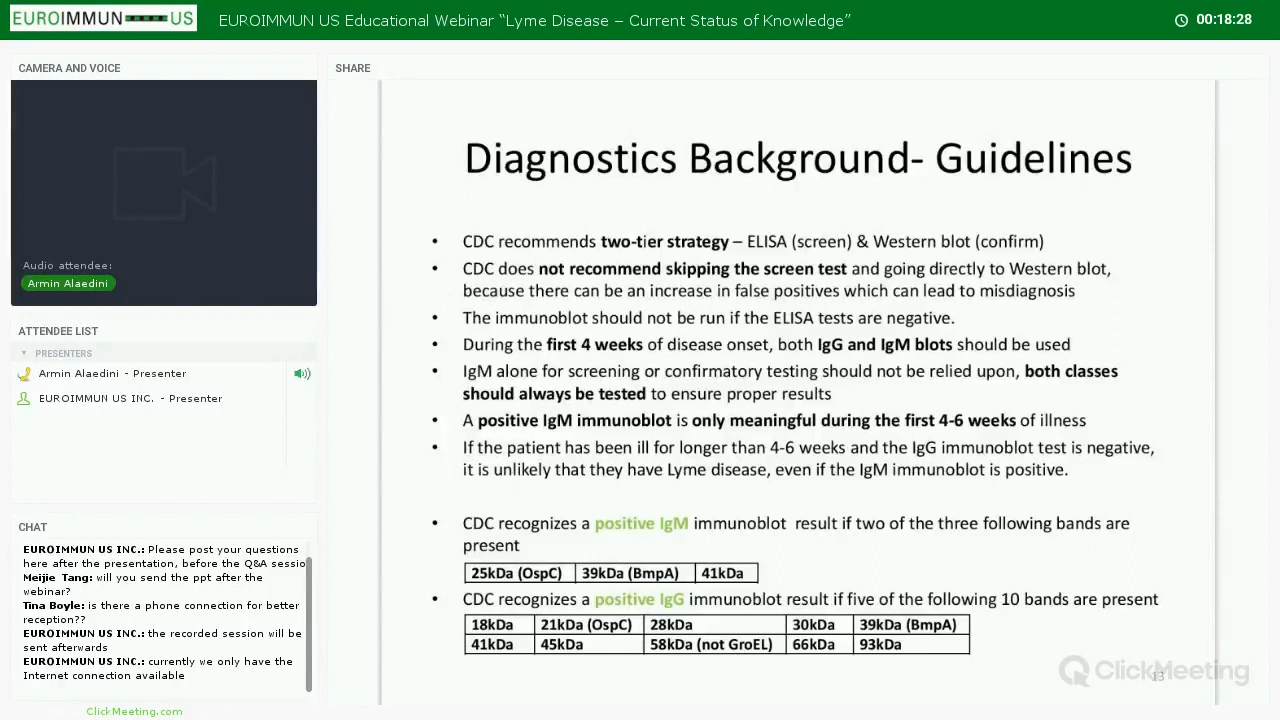 EUROIMMUN US
EUROIMMUN US Educational Webinar “Lyme Disease – Current Status of Knowledge”
00:18:28
CAMERA AND VOICE
Audio attendee:
Armin Alaedini
ATTENDEE LIST
PRESENTERS
Armin Alaedini - Presenter
EUROIMMUN US INC. - Presenter
CHAT
EUROIMMUN US INC.: Please post your questions
here after the presentation, before the Q&A sessio
Meijie Tang: will you send the ppt after the
webinar?
Tina Boyle: is there a phone connection for better
reception??
EUROIMMUN US INC.: the recorded session will be
sent afterwards
EUROIMMUN US INC.: currently we only have the
Internet connection available
ClickMeeting.com
SHARE
Diagnostics Background- Guidelines
• CDC recommends two-tier strategy – ELISA (screen) & Western blot (confirm)
• CDC does not recommend skipping the screen test and going directly to Western blot,
because there can be an increase in false positives which can lead to misdiagnosis
• The immunoblot should not be run if the ELISA tests are negative.
• During the first 4 weeks of disease onset, both IgG and IgM blots should be used
• IgM alone for screening or confirmatory testing should not be relied upon, both classes
should always be tested to ensure proper results
• A positive IgM immunoblot is only meaningful during the first 4-6 weeks of illness
• If the patient has been ill for longer than 4-6 weeks and the IgG immunoblot test is negative,
it is unlikely that they have Lyme disease, even if the IgM immunoblot is positive.
• CDC recognizes a positive IgM immunoblot result if two of the three following bands are
present
25kDa (OspC) 39kDa (BmpA) 41kDa
• CDC recognizes a positive IgG immunoblot result if five of the following 10 bands are present
18kDa 21kDa (OspC) 28kDa 30kDa 39kDa (BmpA)
41kDa 45kDa 58kDa (not GroEL) 66kDa 93kDa
ClickMeeting
13